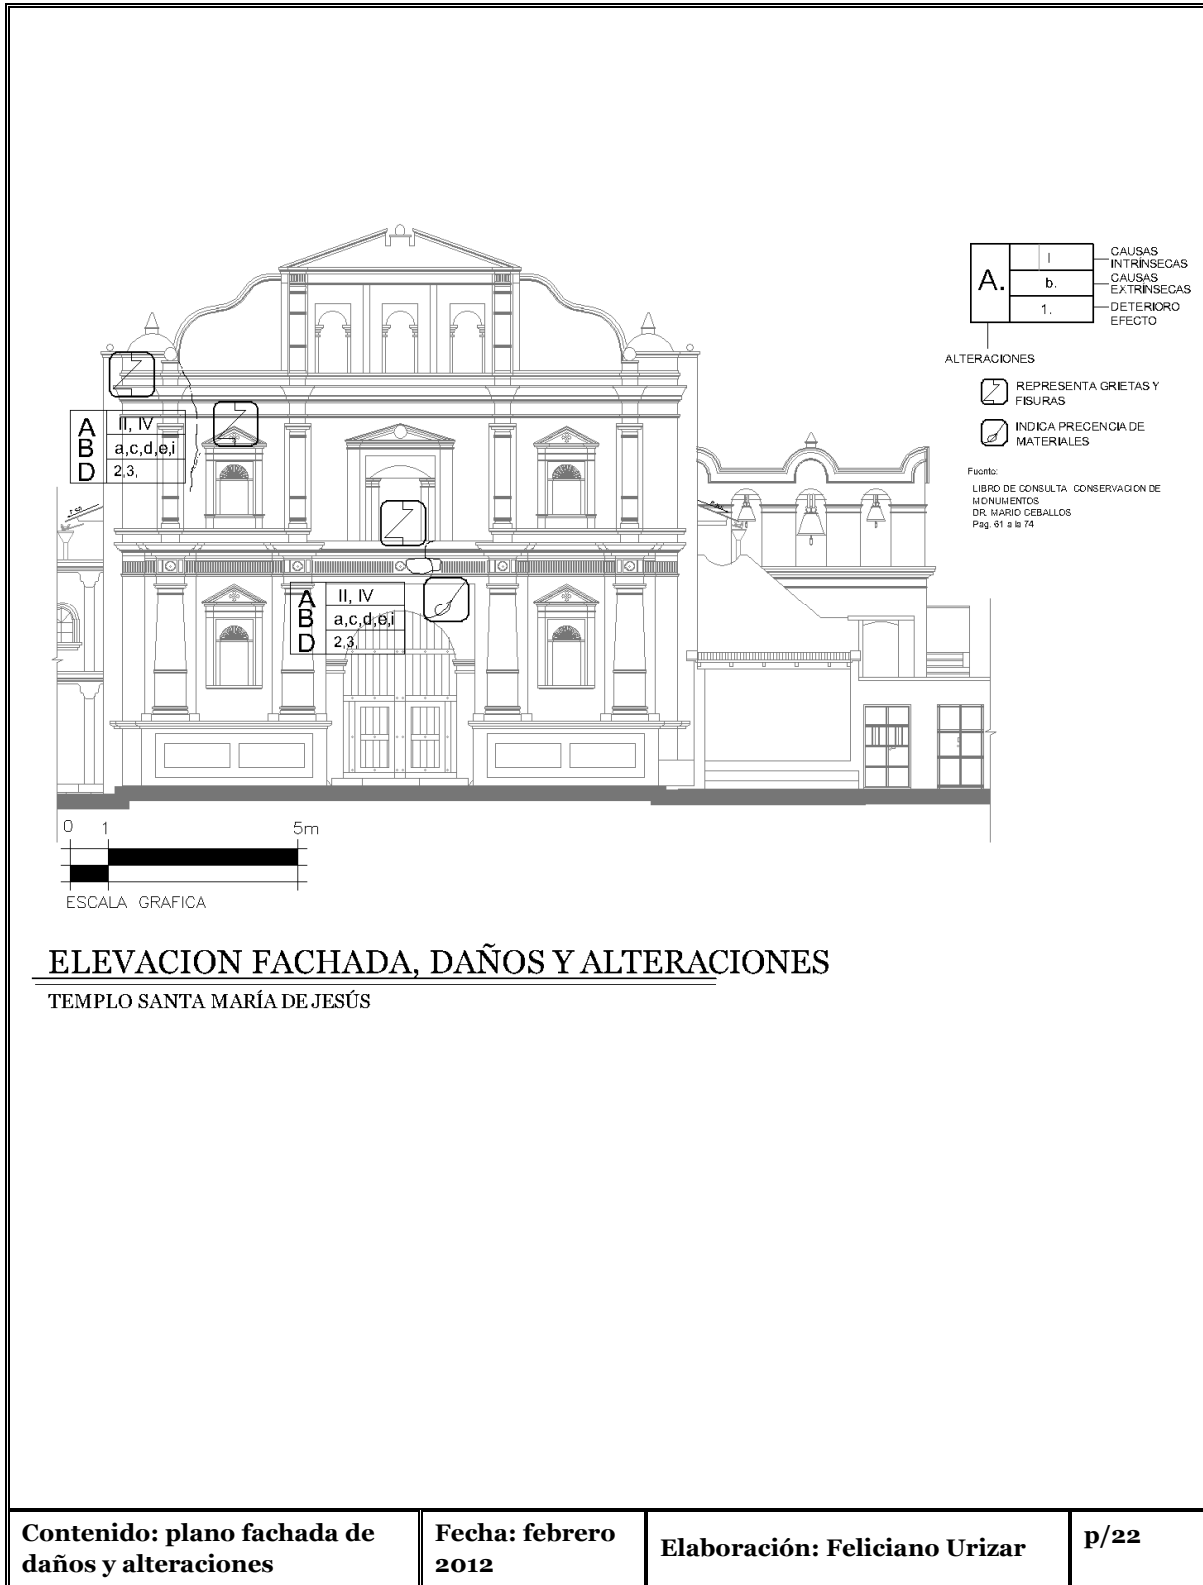 A.
I
b.
1.
CAUSAS
INTRÍNSECAS
CAUSAS
EXTRÍNSECAS
DETERIORO
EFECTO
ALTERACIONES
REPRESENTA GRIETAS Y
FISURAS
INDICA PRECENCIA DE
MATERIALES
Fuente:
LIBRO DE CONSULTA CONSERVACION DE
MONUMENTOS
DR. MARIO CEBALLOS
Pag. 61 a la 74
A
B
D
II, IV
a,c,d,e,i
2,3,
A
B
D
II, IV
a,c,d,e,i
2,3,
0 1 5m
ESCALA GRAFICA
ELEVACION FACHADA, DAÑOS Y ALTERACIONES
TEMPLO SANTA MARÍA DE JESÚS
Contenido: plano fachada de
daños y alteraciones
Fecha: febrero
2012
Elaboración: Feliciano Urizar
p/22